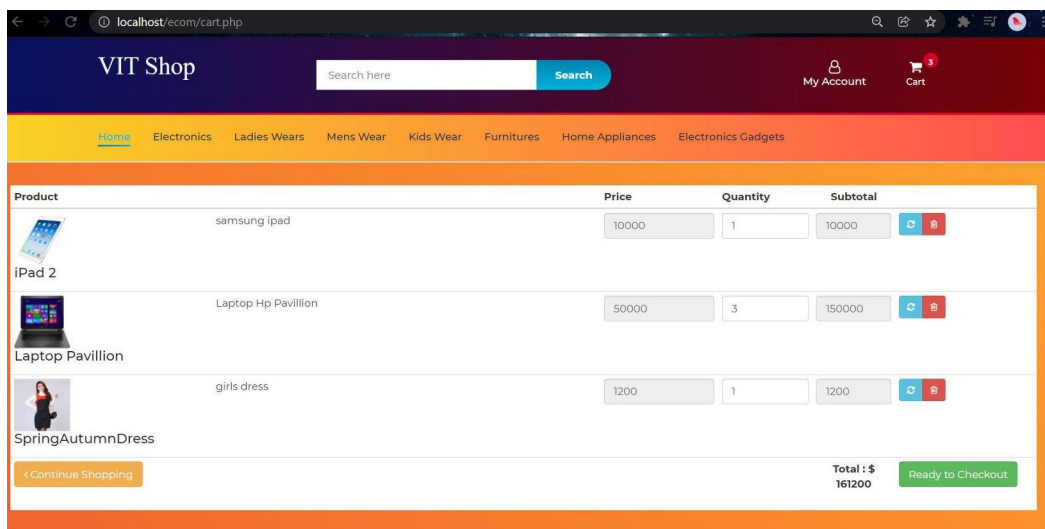 localhost/ecom/cart.php
VIT Shop
Search here
Search
My Account
3
Cart
Home Electronics Ladies Wears Mens Wear Kids Wear Furnitures Home Appliances Electronics Gadgets
Product Price Quantity Subtotal
samsung ipad 10000 1 10000
iPad 2
Laptop Hp Pavillion 50000 3 150000
Laptop Pavillion
girls dress 1200 1 1200
SpringAutumnDress
Continue Shopping
Total : $
161200
Ready to Checkout